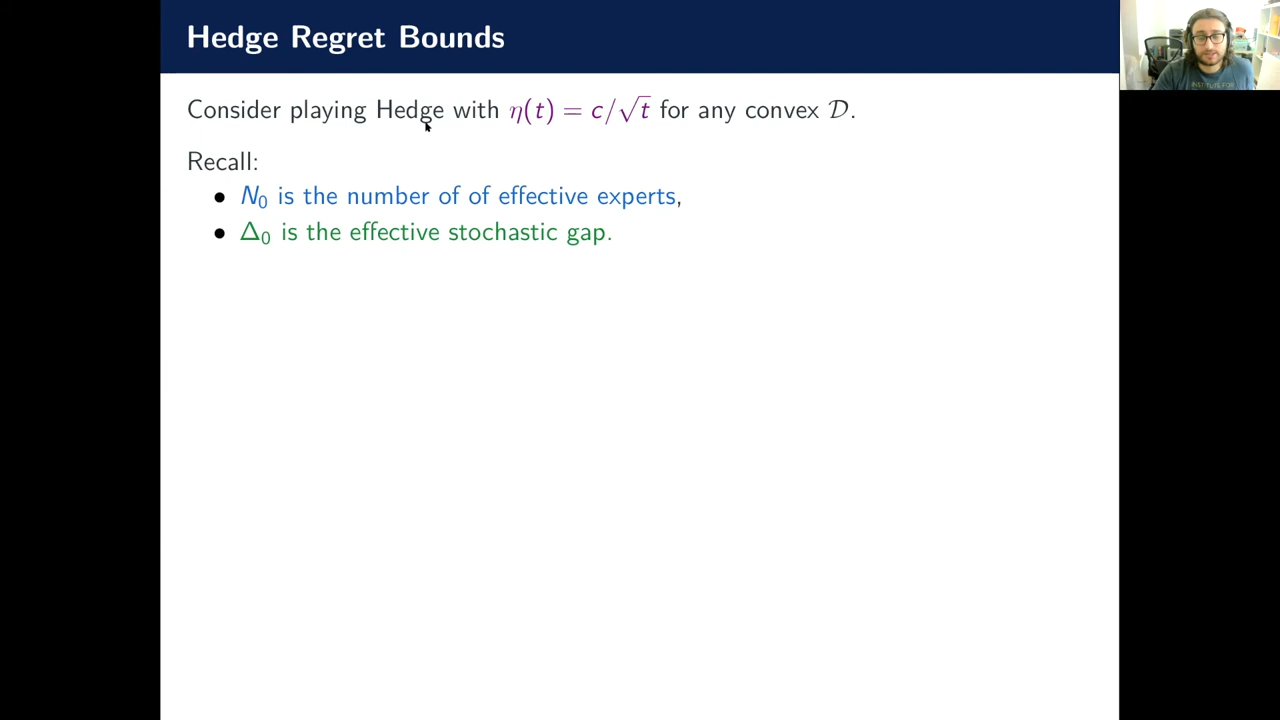 Hedge Regret Bounds
Consider playing Hedge with η(t) = c/√t for any convex 𝒟.
Recall:
• N₀ is the number of of effective experts,
• Δ₀ is the effective stochastic gap.